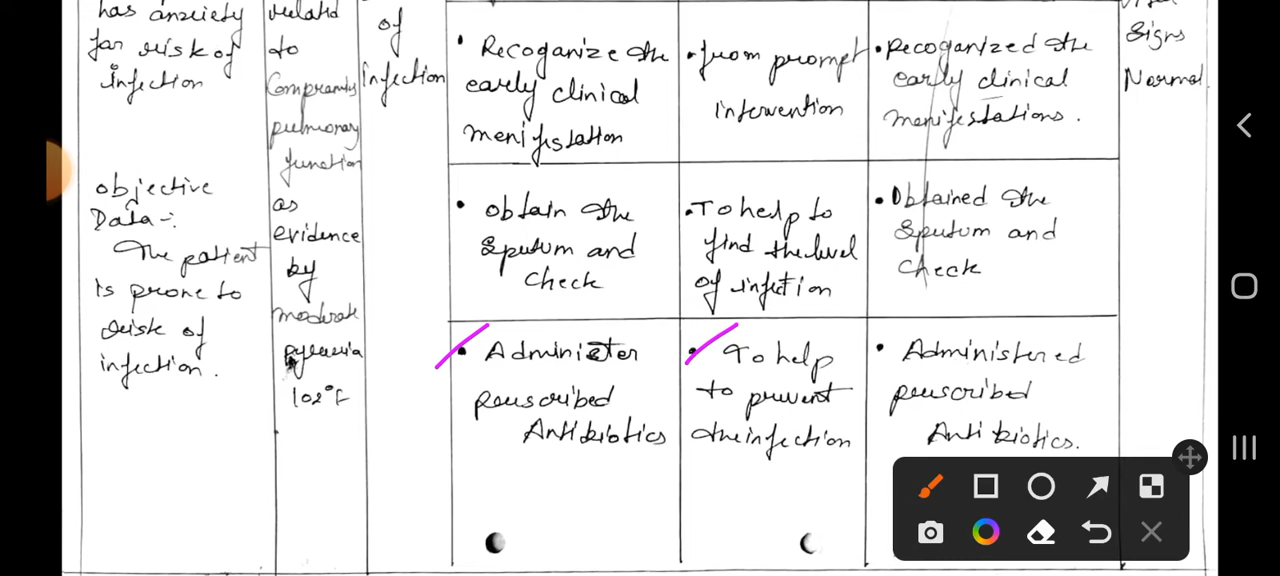 has anxiety
for risk of
infection
objective
Data -:
The patient
is prone to
risk of
infection.
related
to
pulmonary
function
as
evidence
by
moderate
102°F
of
infection
• Recoganize the
early clinical
menifestation
• obtain the
Sputum and
check
• Administer
prescribed
Antibiotics
• from prompt
intervention
• To help to
find the level
of infection
• To help
to prevent
the infection
• Recoganized the
early clinical
menifestations.
• Obtained the
Sputum and
check
• Administered
prescribed
Antibiotics.
Signs
Normal